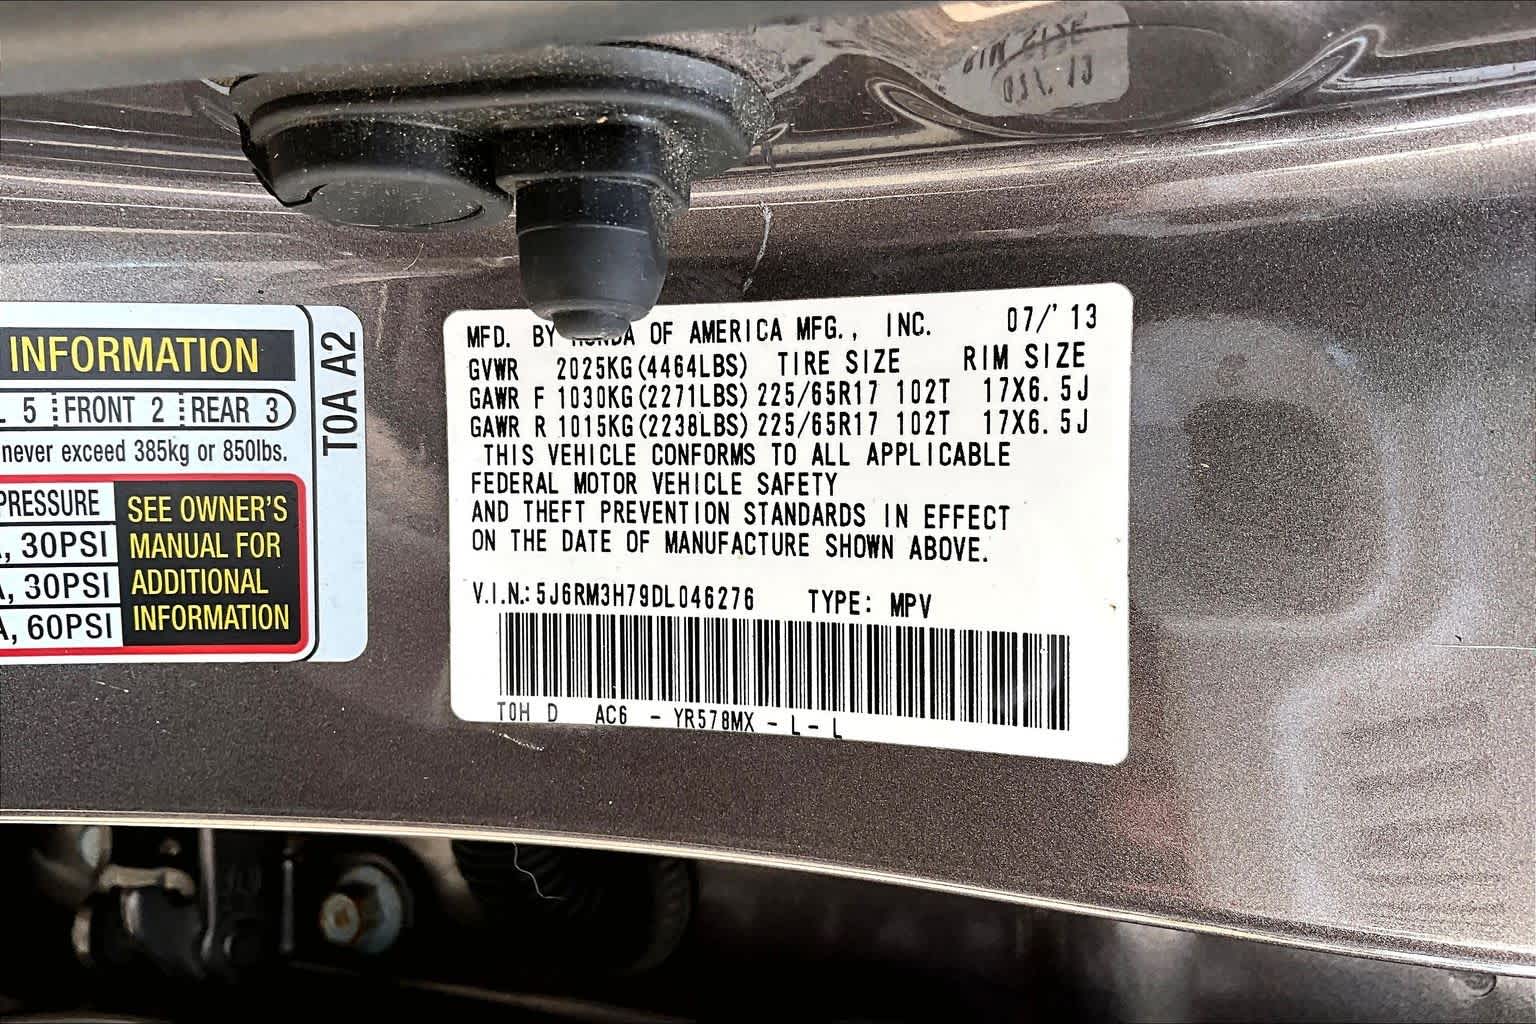 INFORMATION
5 FRONT 2 REAR 3
never exceed 385kg or 850lbs.
PRESSURE
30PSI
30PSI
60PSI
SEE OWNER'S
MANUAL FOR
ADDITIONAL
INFORMATION
T0A A2
MFD. BY HONDA OF AMERICA MFG., INC. 07/'13
GVWR 2025KG(4464LBS) TIRE SIZE RIM SIZE
GAWR F 1030KG(2271LBS) 225/65R17 102T 17X6.5J
GAWR R 1015KG(2238LBS) 225/65R17 102T 17X6.5J
THIS VEHICLE CONFORMS TO ALL APPLICABLE
FEDERAL MOTOR VEHICLE SAFETY
AND THEFT PREVENTION STANDARDS IN EFFECT
ON THE DATE OF MANUFACTURE SHOWN ABOVE.
V.I.N.: 5J6RM3H79DL046276 TYPE: MPV
T0H D AC6 - YR578MX - L - L